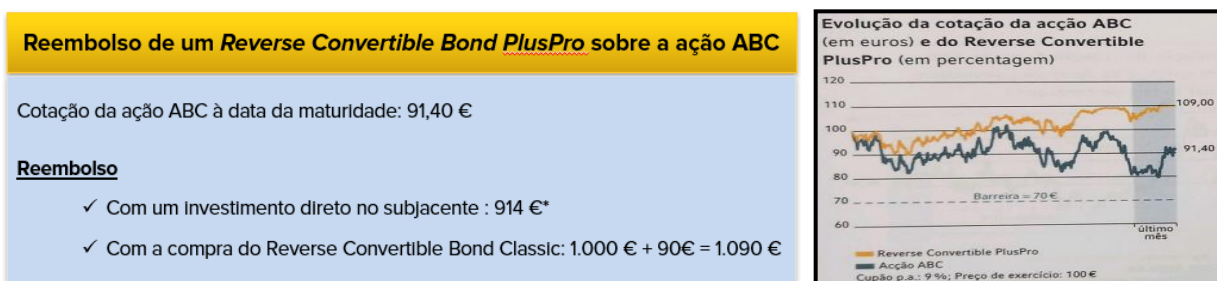 Reembolso de um Reverse Convertible Bond PlusPro sobre a ação ABC
Cotação da ação ABC à data da maturidade: 91,40 €
Reembolso
✓ Com um investimento direto no subjacente : 914 €*
✓ Com a compra do Reverse Convertible Bond Classic: 1.000 € + 90€ = 1.090 €
Evolução da cotação da acção ABC
(em euros) e do Reverse Convertible
PlusPro (em percentagem)
120
110
109,00
100
90
91,40
80
70
Barreira = 70 €
60
último
mês
Reverse Convertible PlusPro
Acção ABC
Cupão p.a.: 9 %; Preço de exercício: 100 €